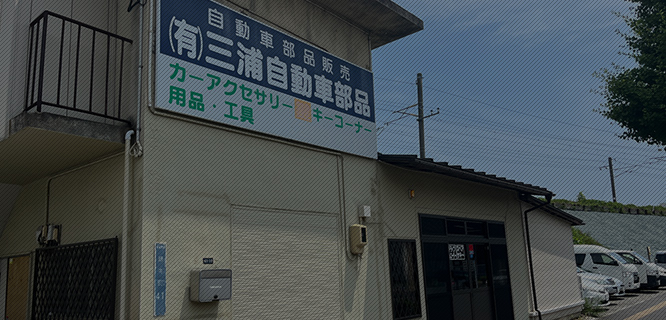 自動車部品販売
(有)三浦自動車部品
カーアクセサリー キーコーナー
用品・工具